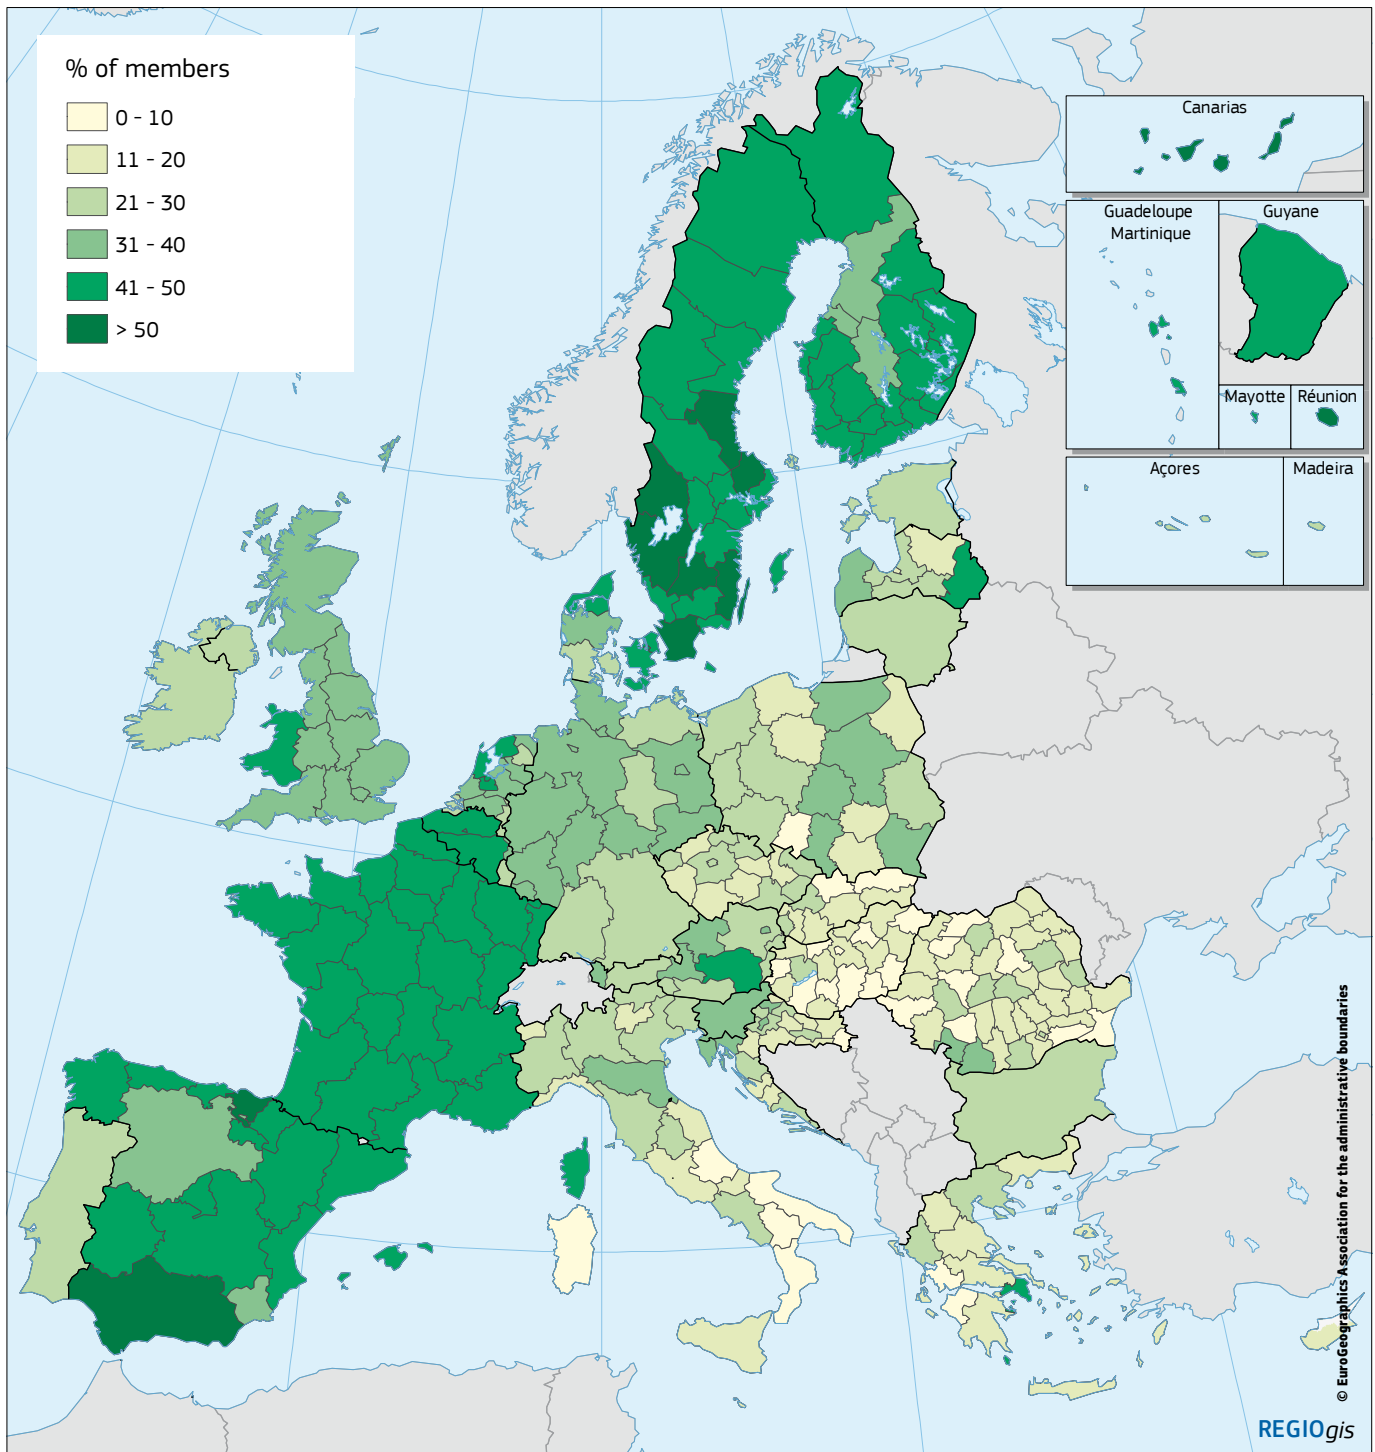 % of members
0 - 10
11 - 20
21 - 30
31 - 40
41 - 50
> 50
Canarias
Guadeloupe
Martinique
Guyane
Mayotte
Réunion
Açores
Madeira
© EuroGeographics Association for the administrative boundaries
REGIOgis